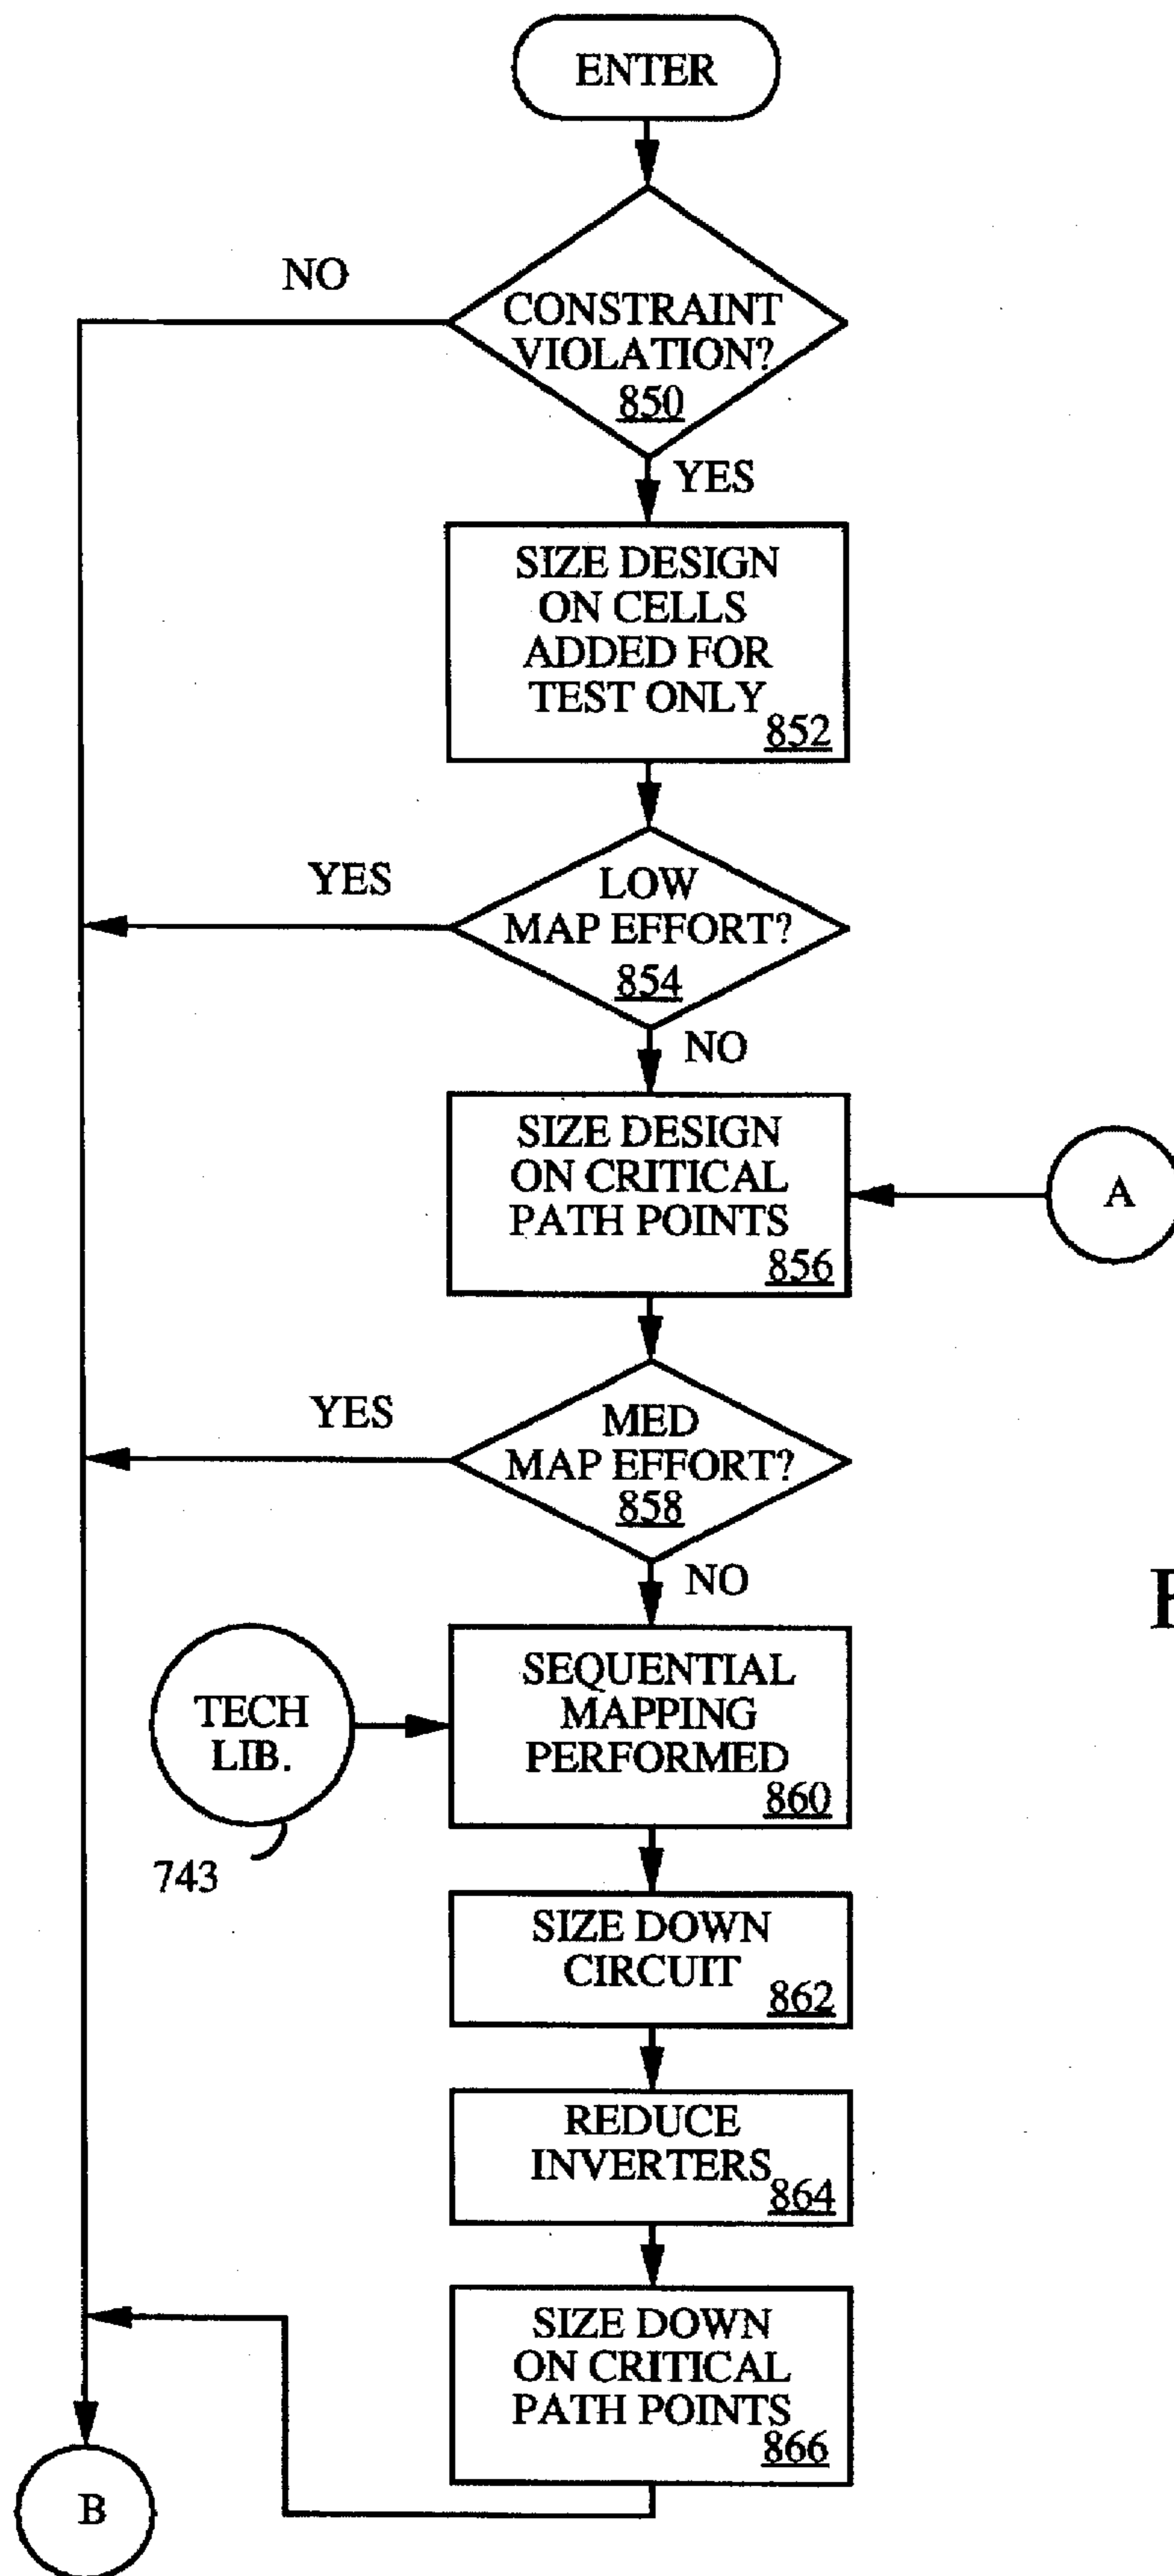 ENTER
NO
CONSTRAINT
VIOLATION?
850
YES
SIZE DESIGN
ON CELLS
ADDED FOR
TEST ONLY
852
YES
LOW
MAP EFFORT?
854
NO
SIZE DESIGN
ON CRITICAL
PATH POINTS
856
A
YES
MED
MAP EFFORT?
858
NO
TECH
LIB.
743
SEQUENTIAL
MAPPING
PERFORMED
860
SIZE DOWN
CIRCUIT
862
REDUCE
INVERTERS
864
SIZE DOWN
ON CRITICAL
PATH POINTS
866
B